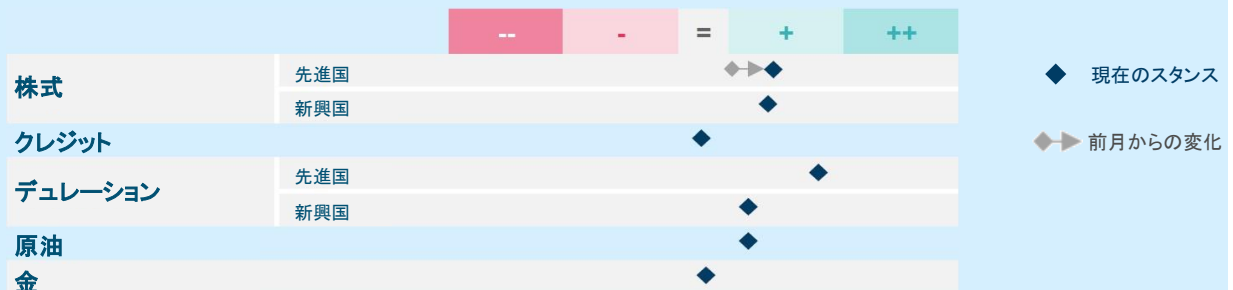 -- - = + ++
株式
先進国
新興国
現在のスタンス
クレジット
前月からの変化
デュレーション
先進国
新興国
原油
金